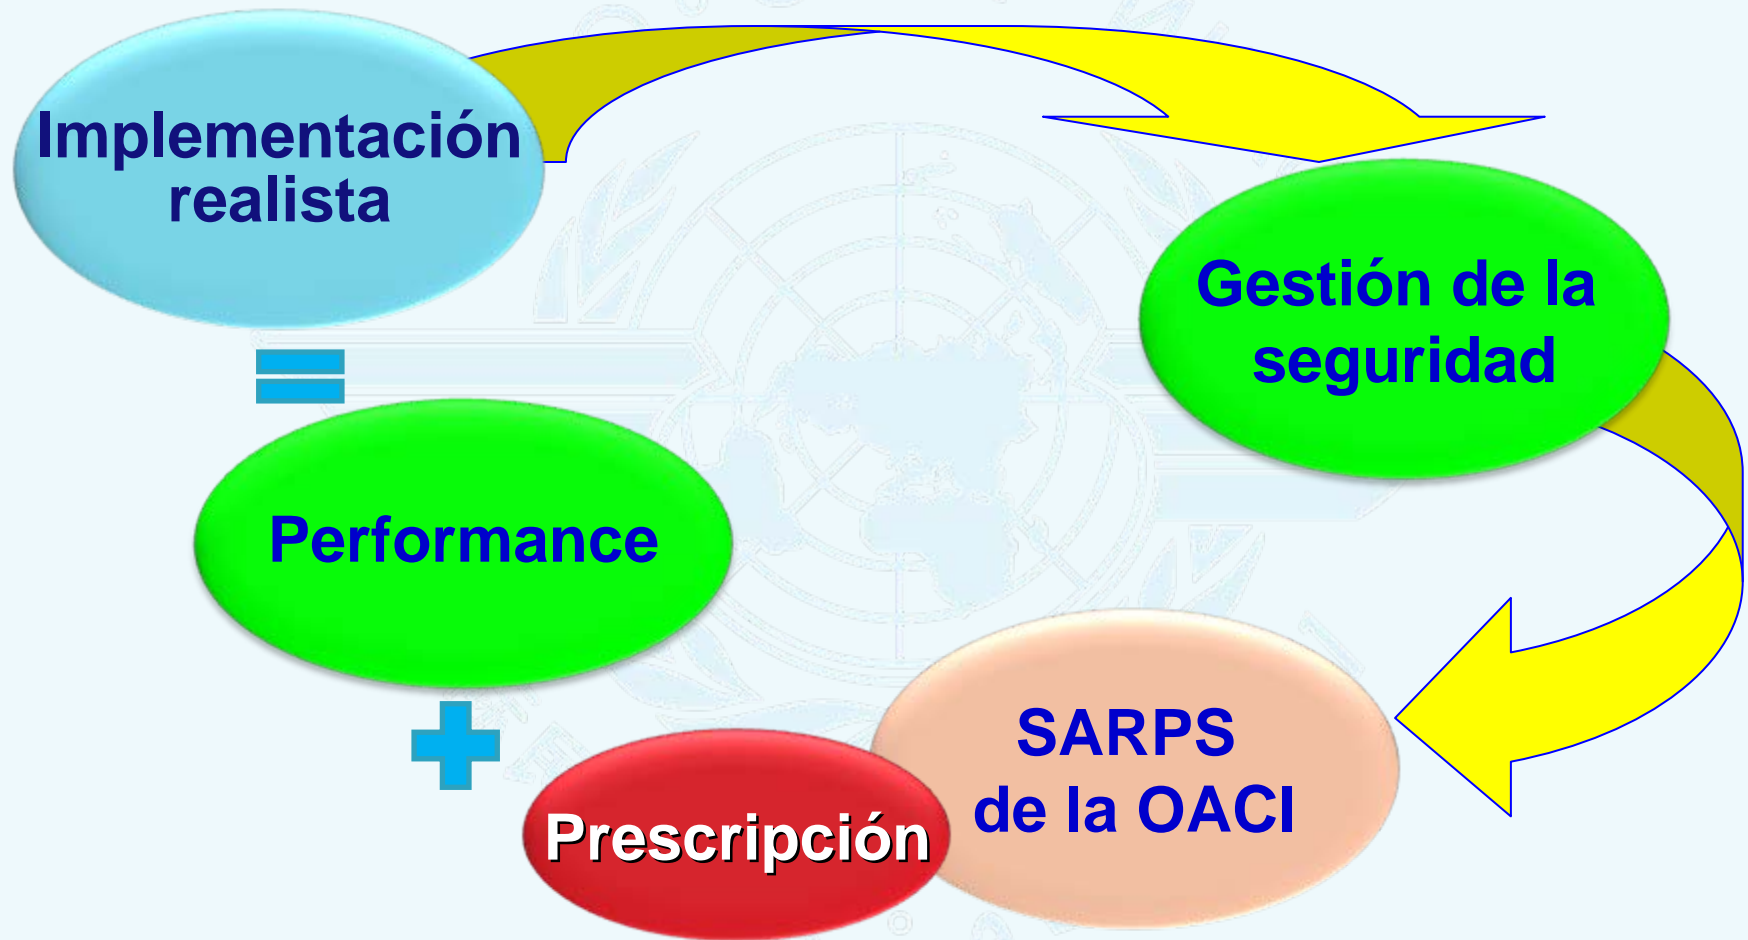 Implementación
realista
Gestión de la
seguridad
Performance
SARPS
de la OACI
Prescripción